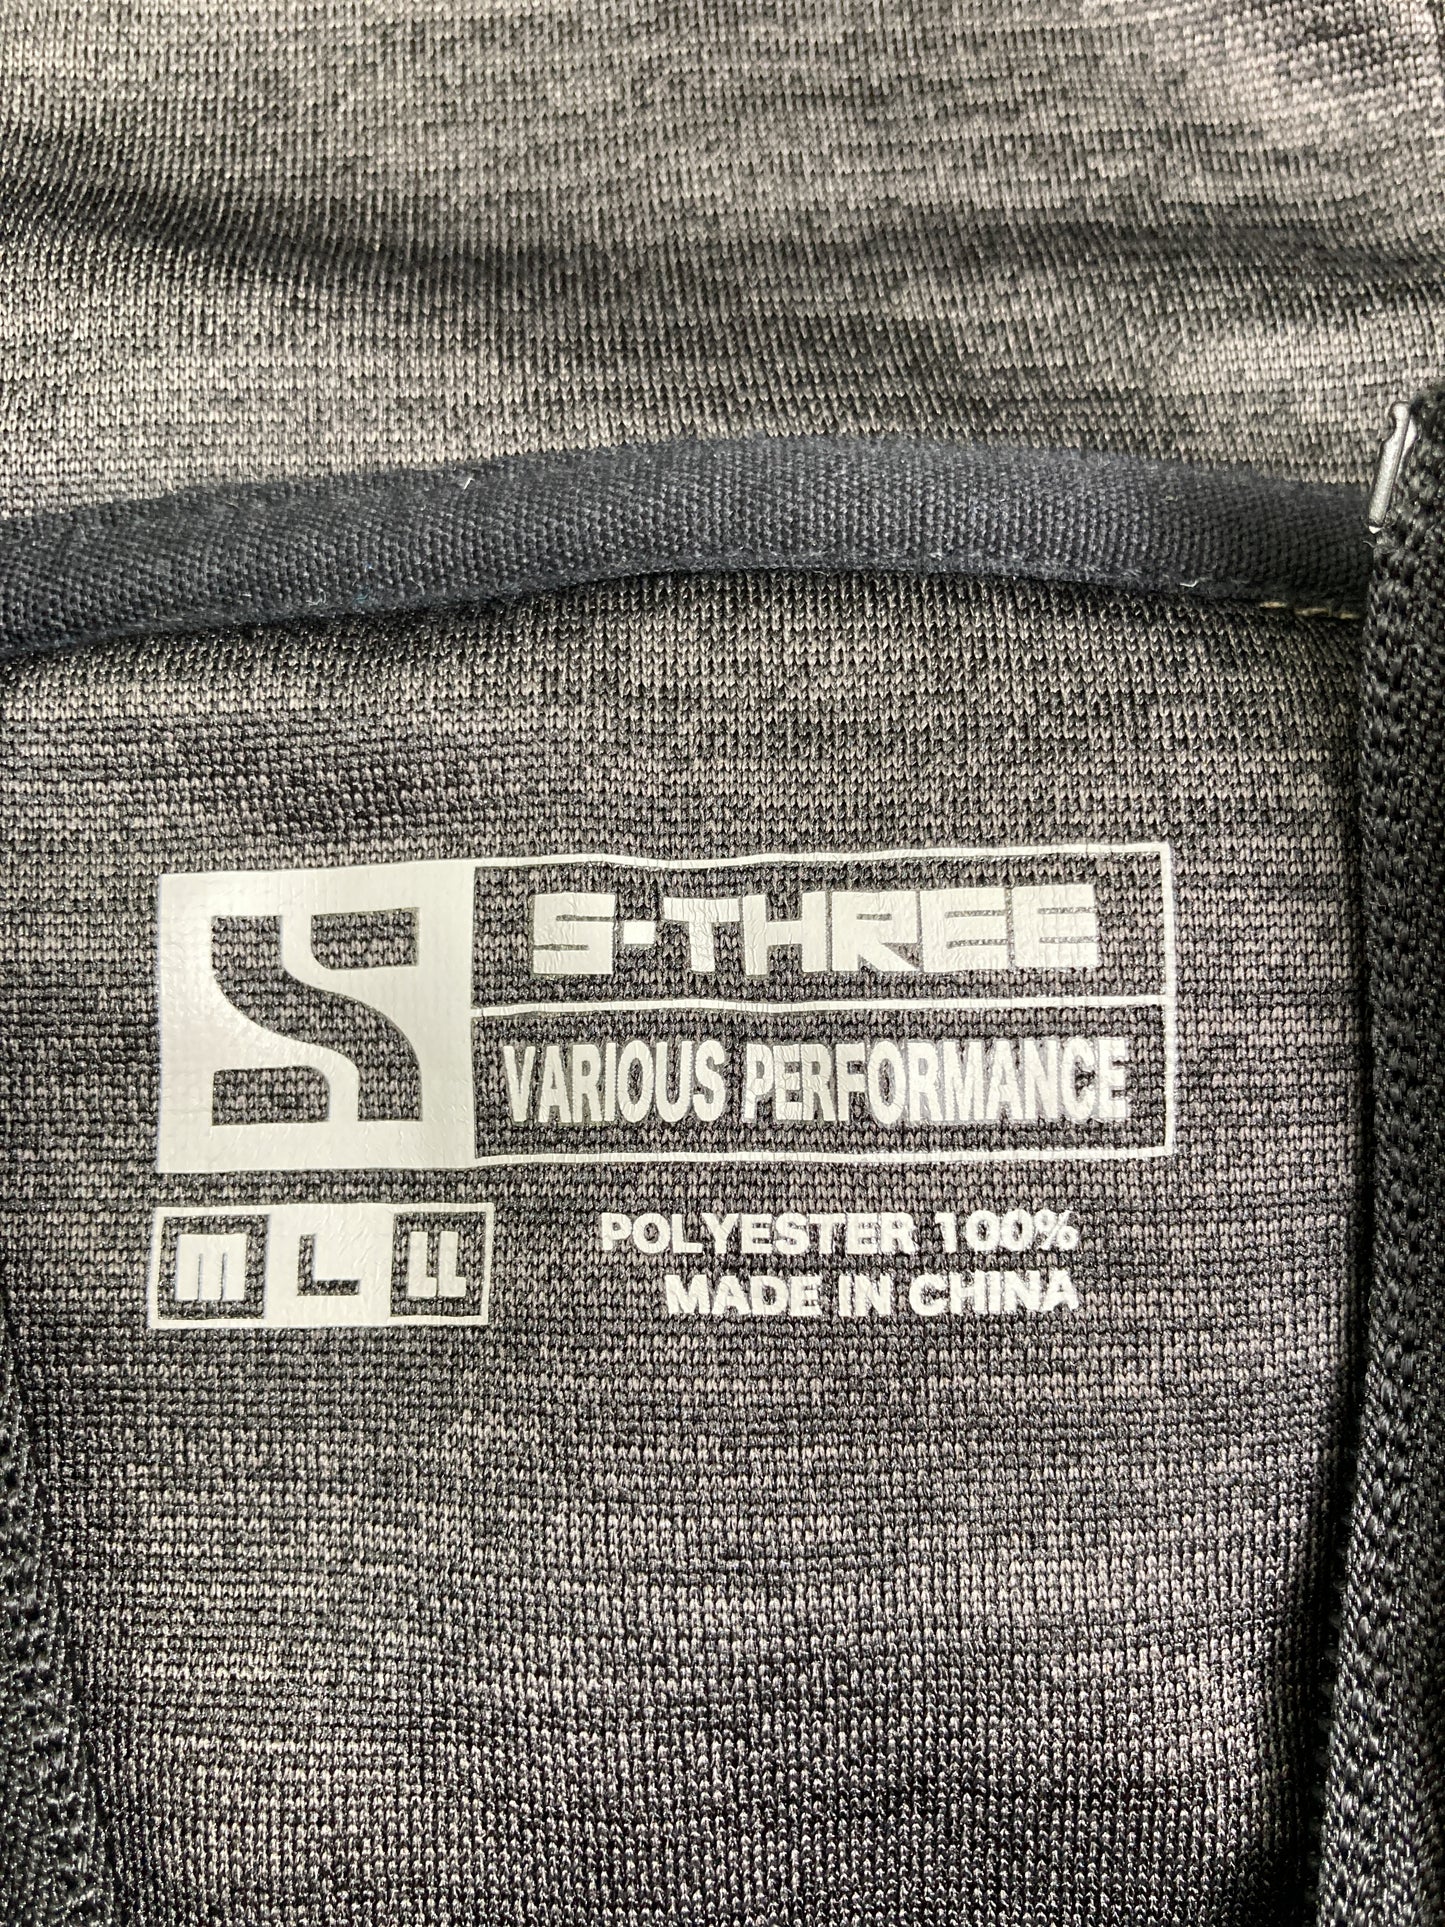 S-THREE
VARIOUS PERFORMANCE
M L LL
POLYESTER 100%
MADE IN CHINA